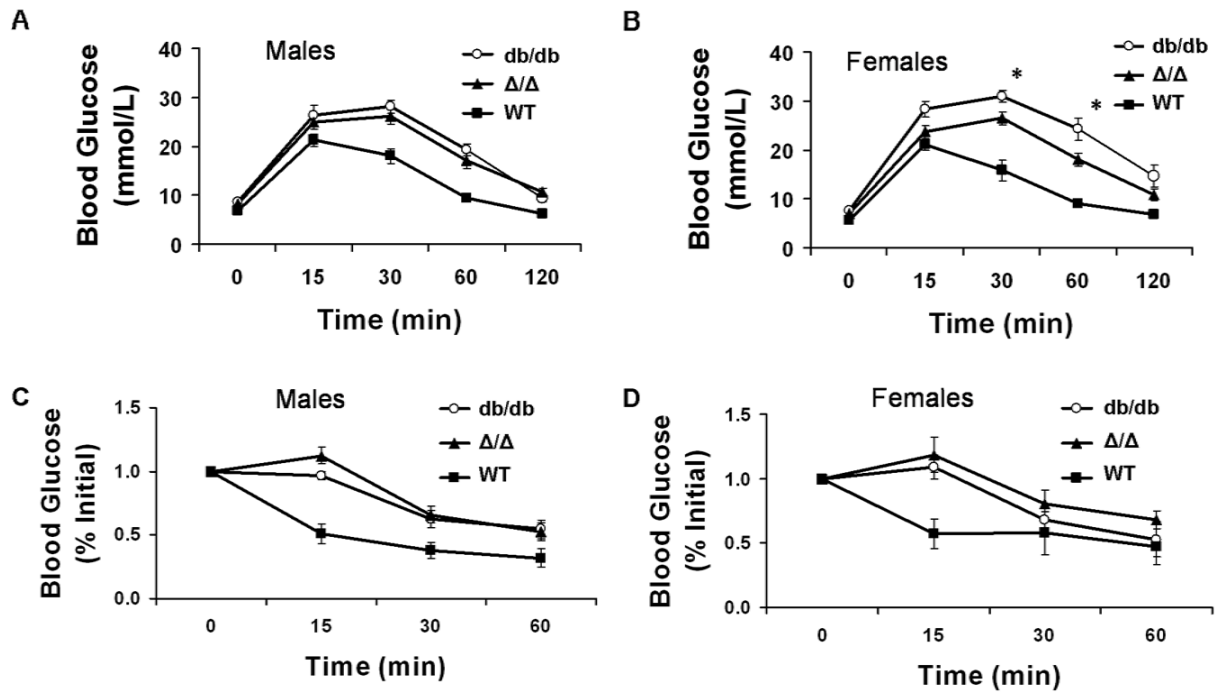 A
Males
db/db
Δ/Δ
WT
Blood Glucose
(mmol/L)
40
30
20
10
0
0 15 30 60 120
Time (min)
B
Females
db/db
Δ/Δ
WT
*
*
Blood Glucose
(mmol/L)
40
30
20
10
0
0 15 30 60 120
Time (min)
C
Males
db/db
Δ/Δ
WT
Blood Glucose
(% Initial)
1.5
1.0
0.5
0.0
0 15 30 60
Time (min)
D
Females
db/db
Δ/Δ
WT
Blood Glucose
(% Initial)
1.5
1.0
0.5
0.0
0 15 30 60
Time (min)